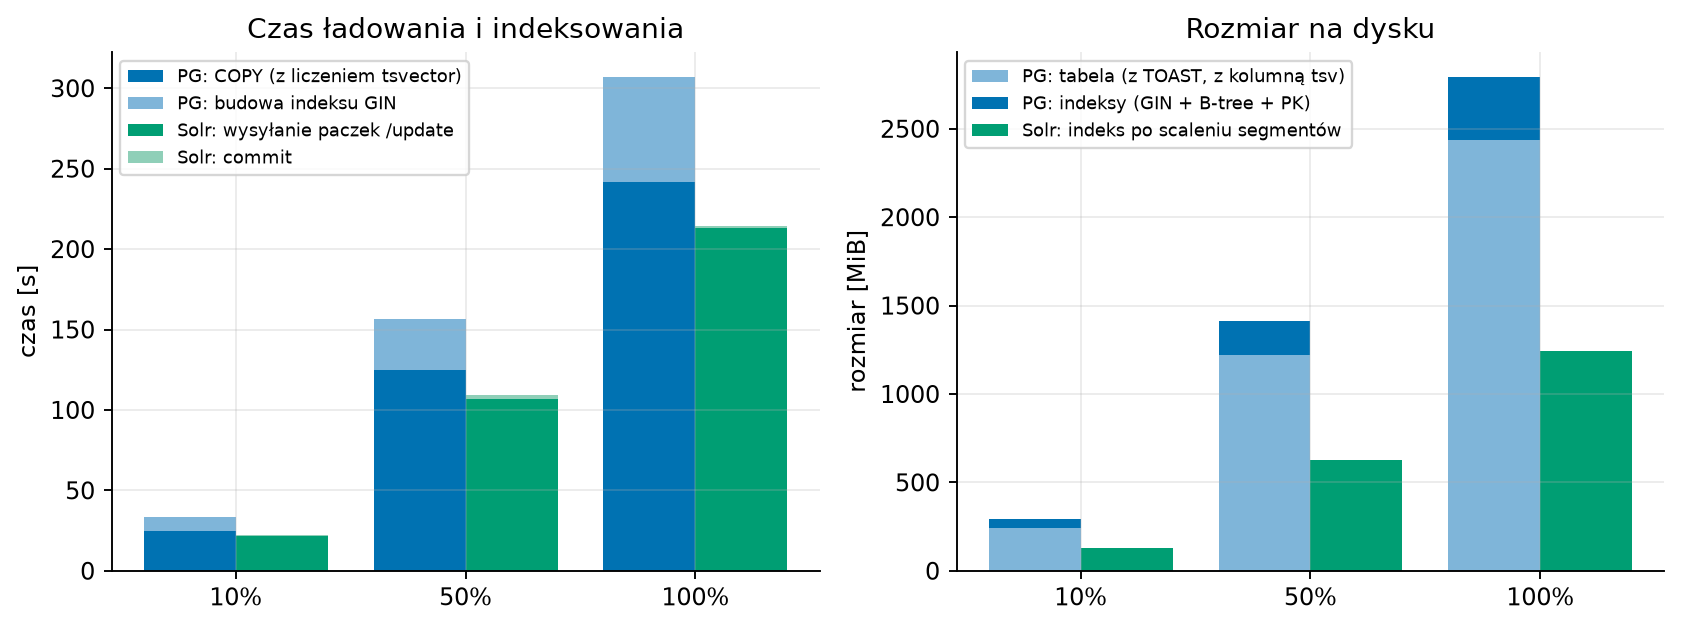 Czas ładowania i indeksowania
PG: COPY (z liczeniem tsvector)
PG: budowa indeksu GIN
Solr: wysyłanie paczek /update
Solr: commit
czas [s]
300
250
200
150
100
50
0
10%
50%
100%
Rozmiar na dysku
PG: tabela (z TOAST, z kolumną tsv)
PG: indeksy (GIN + B-tree + PK)
Solr: indeks po scaleniu segmentów
rozmiar [MiB]
2500
2000
1500
1000
500
0
10%
50%
100%